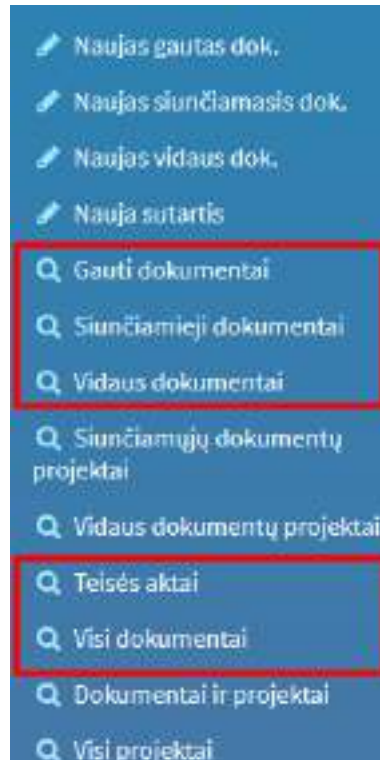 Naujas gautas dok.
Naujas siunčiamasis dok.
Naujas vidaus dok.
Nauja sutartis
Gauti dokumentai
Siunčiamieji dokumentai
Vidaus dokumentai
Siunčiamųjų dokumentų
projektai
Vidaus dokumentų projektai
Teisės aktai
Visi dokumentai
Dokumentai ir projektai
Visi projektai